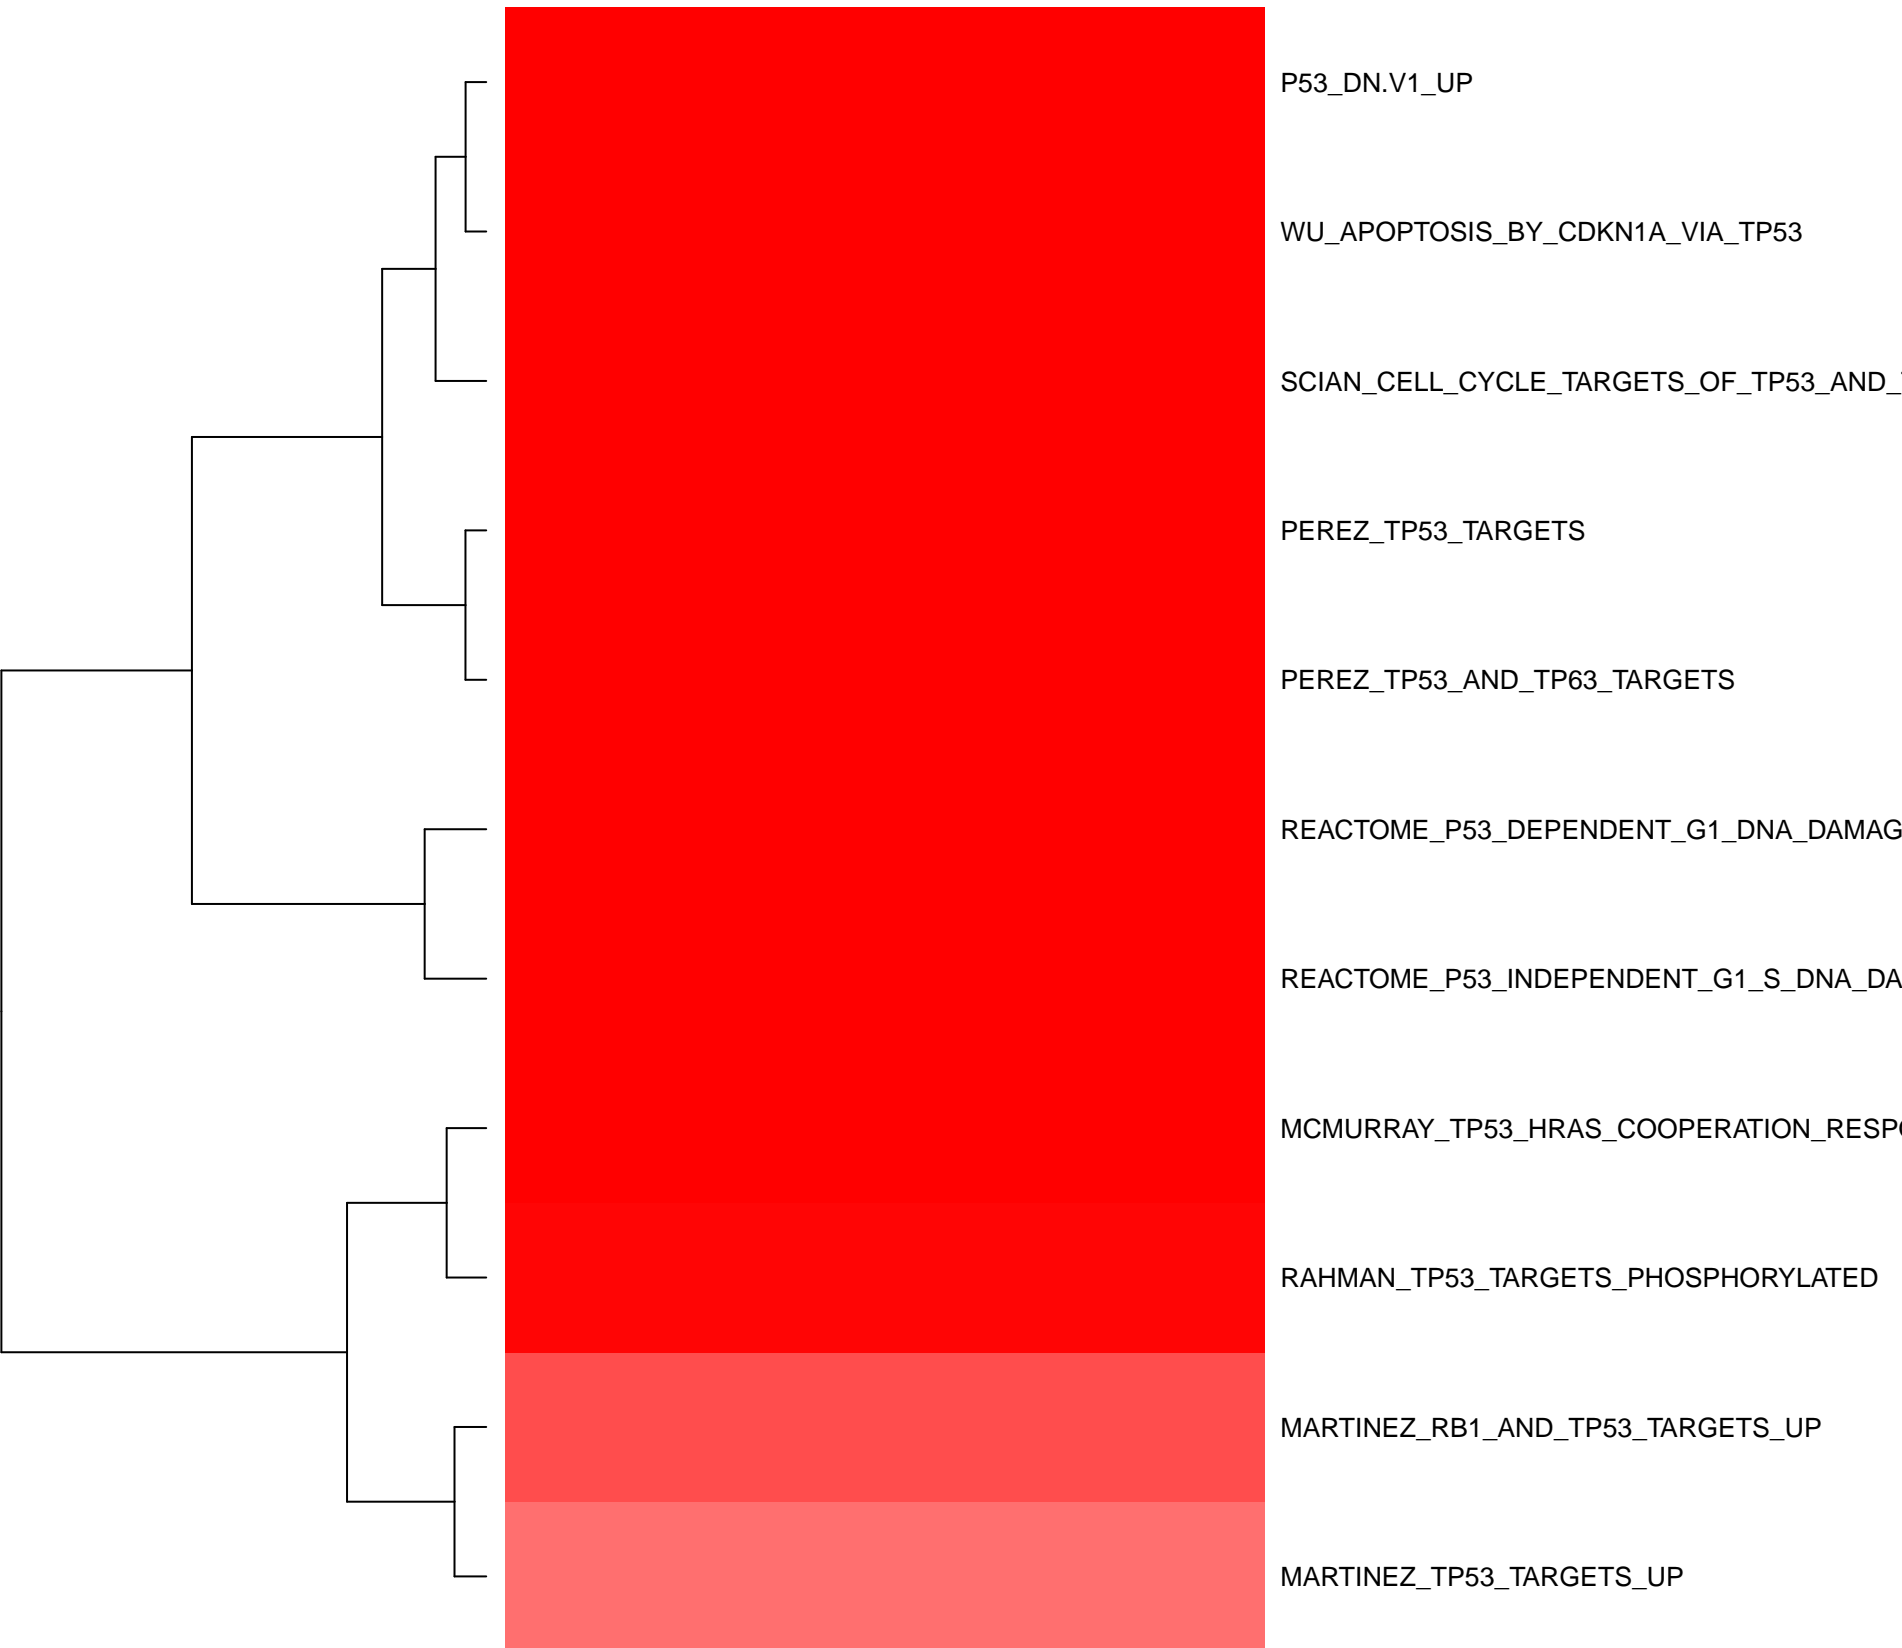 P53_DN.V1_UP
WU_APOPTOSIS_BY_CDKN1A_VIA_TP53
SCIAN_CELL_CYCLE_TARGETS_OF_TP53_AND_
PEREZ_TP53_TARGETS
PEREZ_TP53_AND_TP63_TARGETS
REACTOME_P53_DEPENDENT_G1_DNA_DAMAG
REACTOME_P53_INDEPENDENT_G1_S_DNA_DA
MCMURRAY_TP53_HRAS_COOPERATION_RESP
RAHMAN_TP53_TARGETS_PHOSPHORYLATED
MARTINEZ_RB1_AND_TP53_TARGETS_UP
MARTINEZ_TP53_TARGETS_UP